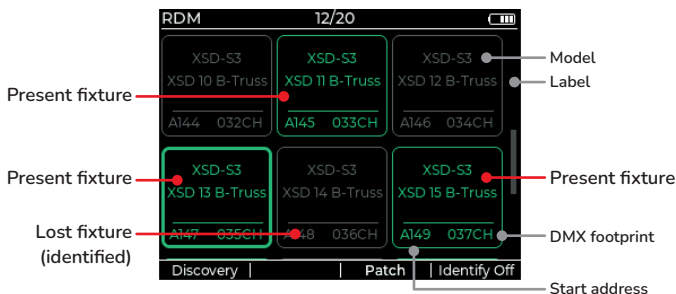 RDM 12/20
XSD-S3 XSD-S3 XSD-S3 Model
XSD 10 B-Truss XSD 11 B-Truss XSD 12 B-Truss Label
Present fixture
A144 032CH A145 033CH A146 034CH
XSD-S3 XSD-S3 XSD-S3
Present fixture Present fixture
XSD 13 B-Truss XSD 14 B-Truss XSD 15 B-Truss
Lost fixture
(identified)
A147 035CH 036CH A149 037CH DMX footprint
Discovery Patch Identify Off
Start address